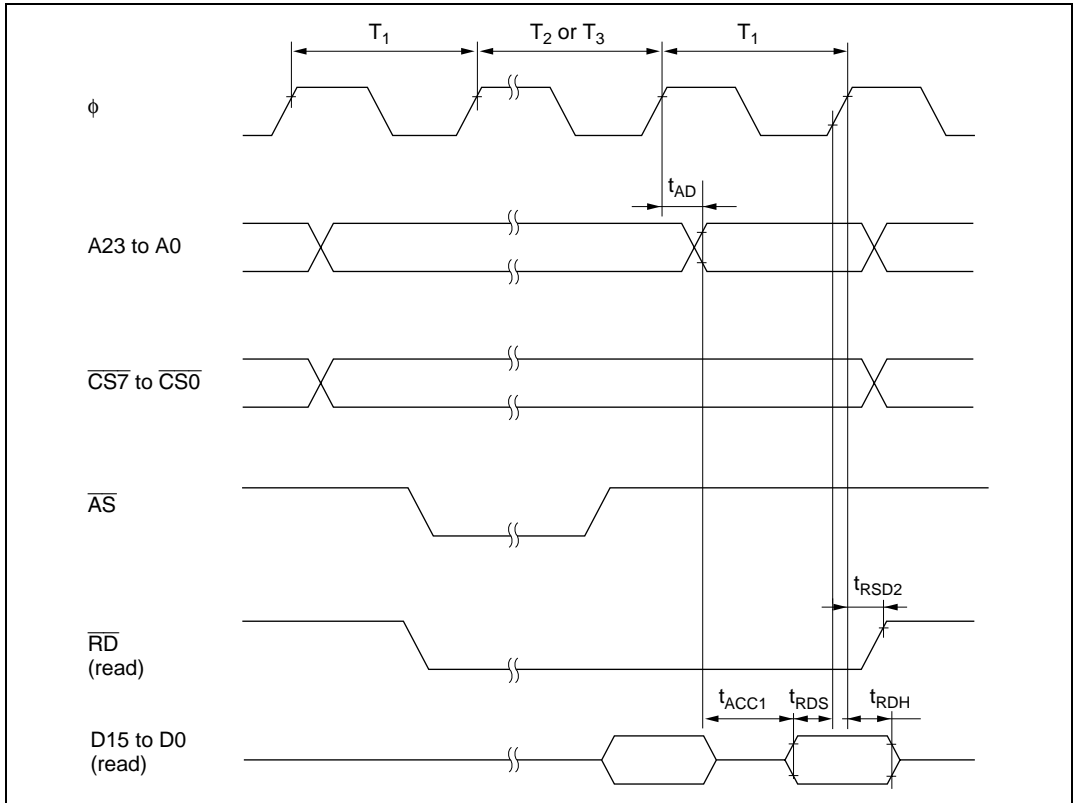 T1 T2 or T3 T1
φ
tAD
A23 to A0
CS7 to CS0
AS
tRSD2
RD
(read)
tACC1 tRDS tRDH
D15 to D0
(read)